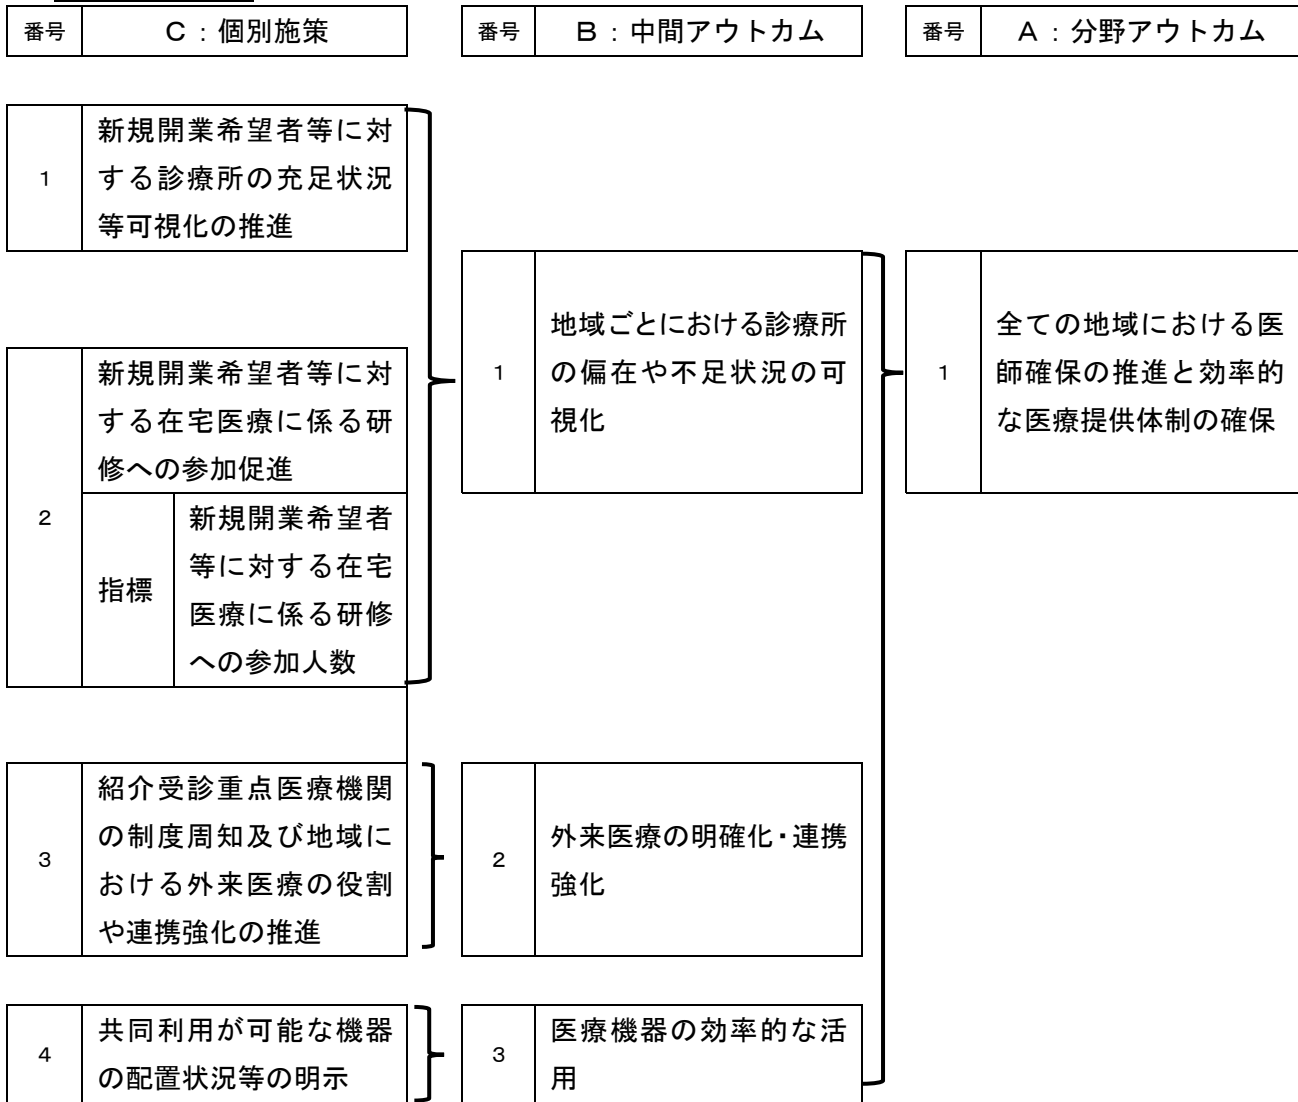 番号 C：個別施策 番号 B：中間アウトカム 番号 A：分野アウトカム
1
新規開業希望者等に対
する診療所の充足状況
等可視化の推進
2
新規開業希望者等に対
する在宅医療に係る研
修への参加促進
指標
新規開業希望者
等に対する在宅
医療に係る研修
への参加人数
3
紹介受診重点医療機関
の制度周知及び地域に
おける外来医療の役割
や連携強化の推進
4
共同利用が可能な機器
の配置状況等の明示
1
地域ごとにおける診療所
の偏在や不足状況の可
視化
2
外来医療の明確化・連携
強化
3
医療機器の効率的な活
用
1
全ての地域における医
師確保の推進と効率的
な医療提供体制の確保